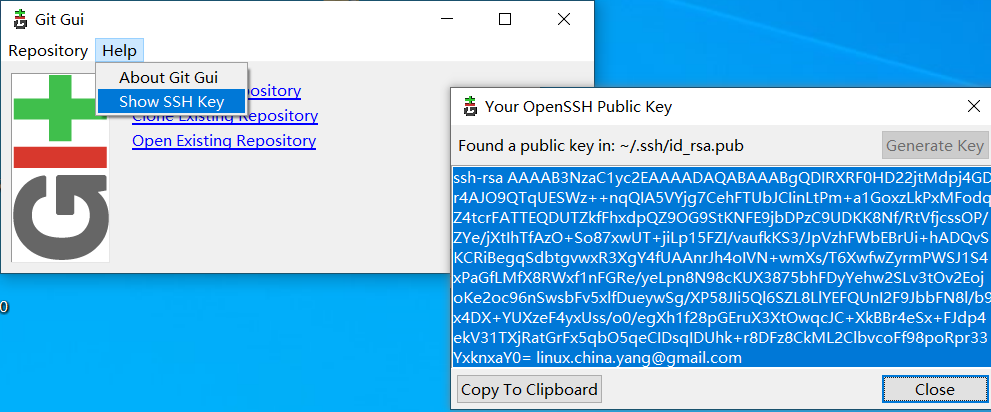 Git Gui
Repository Help
About Git Gui
Show SSH Key
Repository
Clone Existing Repository
Open Existing Repository
Your OpenSSH Public Key
Found a public key in: ~/.ssh/id_rsa.pub
Generate Key
ssh-rsa AAAAB3NzaC1yc2EAAAADAQABAAABgQDIRXRF0HD22jtMdpj4GD
r4AJO9QTqUESWz++nqQIA5VYjg7CehFTUbJCIinLtPm+a1GoxzLkPxMFodq
Z4tcrFATTEQDUTZkfFhxdpQZ9OG9StKNFE9jbDPzC9UDKK8Nf/RtVfjcssOP/
ZYe/jXtIhTfAzO+So87xwUT+jiLp15FZI/vaufkKS3/JpVzhFWbEBrUi+hADQvS
KCRiBegqSdbtgvwxR3XgY4fUAAnrJh4oIVN+wmXs/T6XwfwZyrmPWSJ1S4
xPaGfLMfX8RWxf1nFGRe/yeLpn8N98cKUX3875bhFDyYehw2SLv3tOv2Eoj
oKe2oc96nSwsbFv5xlfDueywSg/XP58JIi5Ql6SZL8LlYEFQUnI2F9JbbFN8l/b9
x4DX+YUXzeF4yxUss/o0/egXh1f28pGEruX3XtOwqcJC+XkBBr4eSx+FJdp4
ekV31TXjRatGrFx5qbO5qeCIDsqIDUhk+r8DFz8CkML2ClbvcoFf98poRpr33
YxknxaY0= linux.china.yang@gmail.com
Copy To Clipboard
Close
0